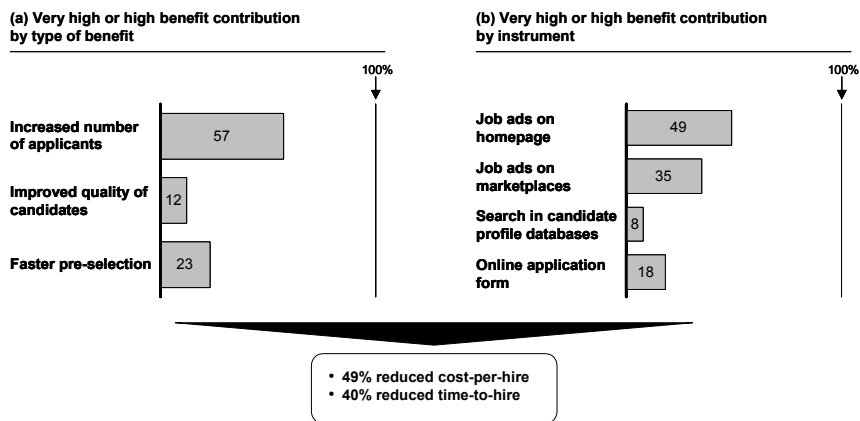 (a) Very high or high benefit contribution
by type of benefit
100%
Increased number
of applicants
57
Improved quality of
candidates
12
Faster pre-selection
23
(b) Very high or high benefit contribution
by instrument
100%
Job ads on
homepage
49
Job ads on
marketplaces
35
Search in candidate
profile databases
8
Online application
form
18
• 49% reduced cost-per-hire
• 40% reduced time-to-hire